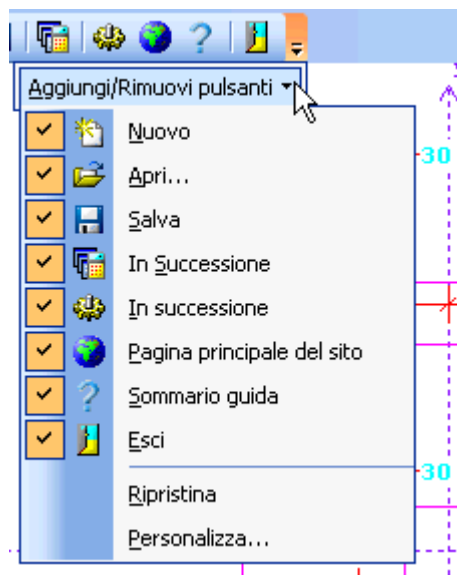 Aggiungi/Rimuovi pulsanti
Nuovo
30
Apri...
Salva
In Successione
In successione
Pagina principale del sito
Sommario guida
Esci
30
Ripristina
Personalizza...